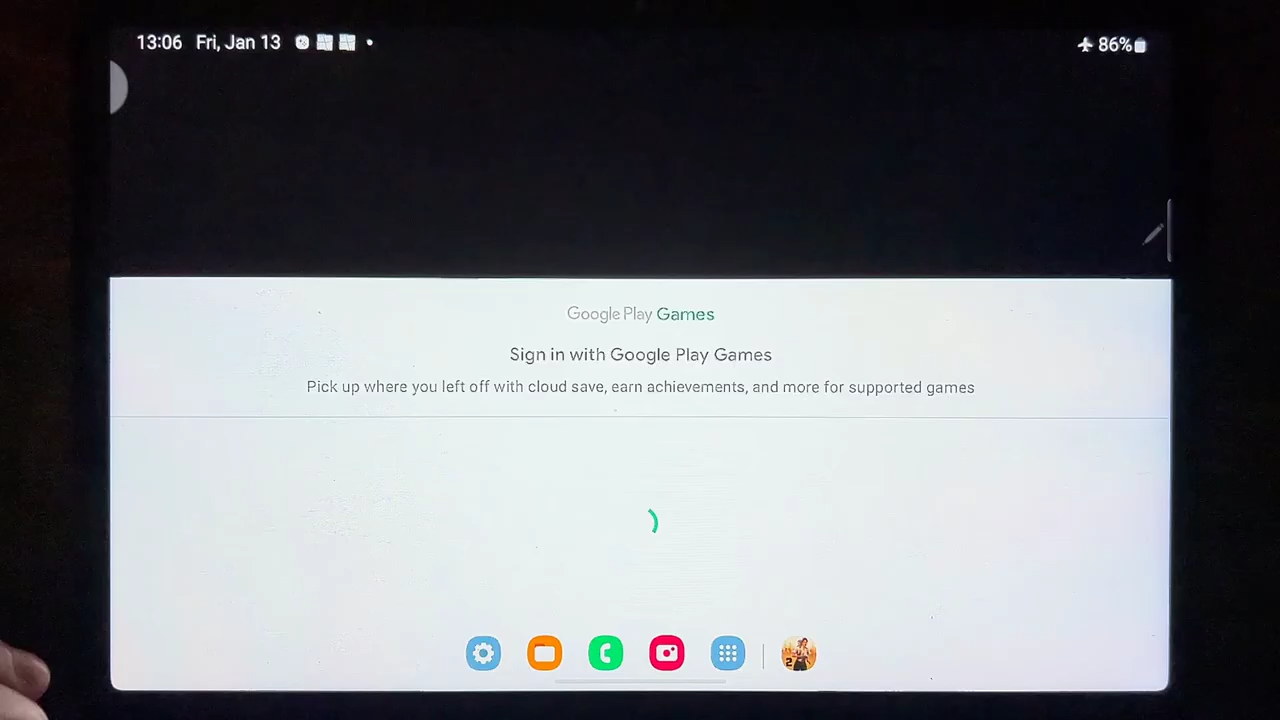 13:06 Fri, Jan 13 86%
Google Play Games
Sign in with Google Play Games
Pick up where you left off with cloud save, earn achievements, and more for supported games
2